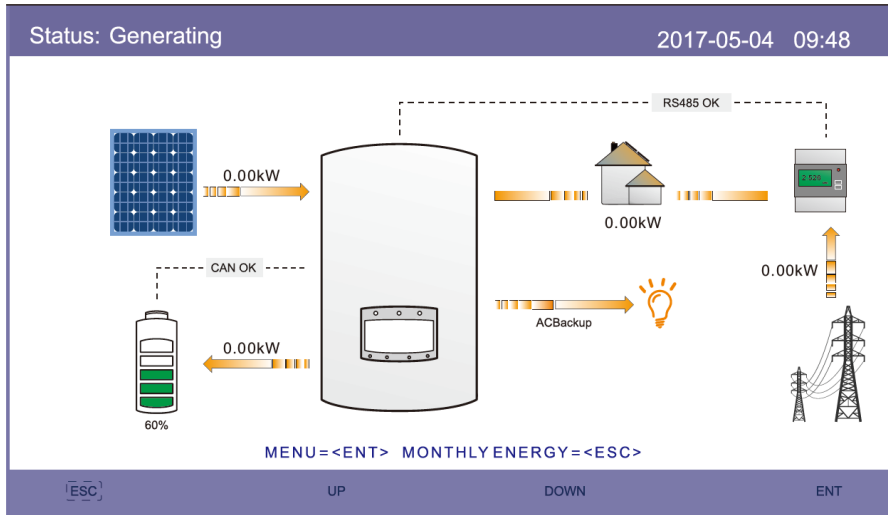 Status: Generating
2017-05-04 09:48
RS485 OK
0.00kW
2.520
0.00kW
CAN OK
0.00kW
ACBackup
0.00kW
60%
MENU=<ENT> MONTHLY ENERGY=<ESC>
ESC UP DOWN ENT